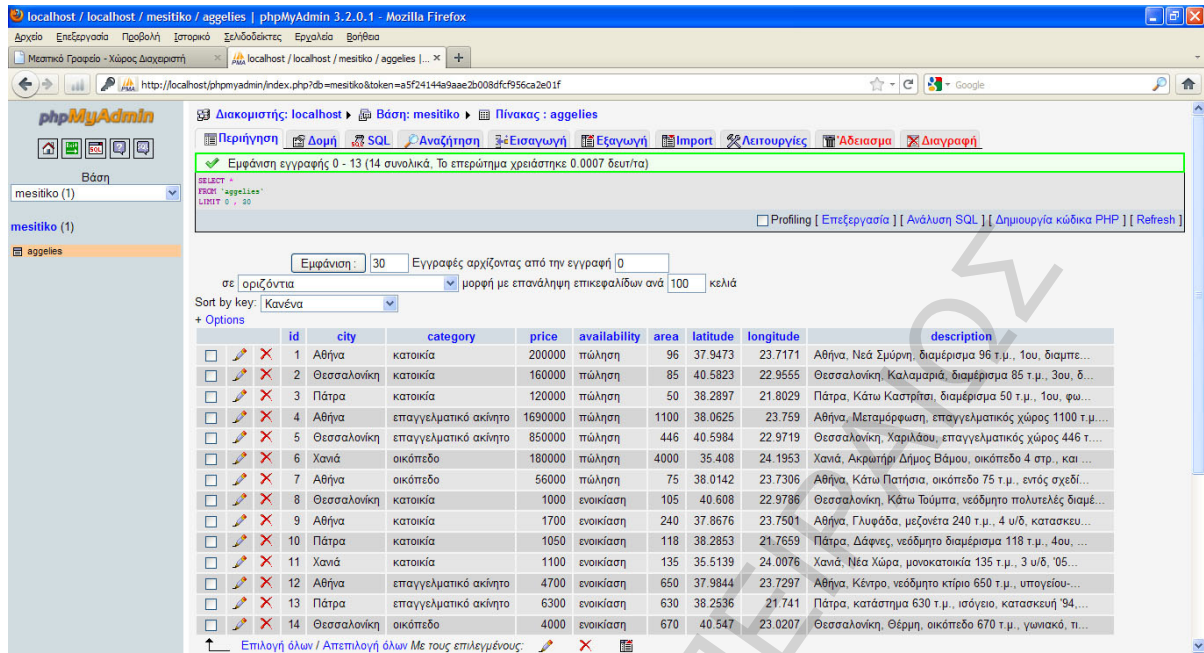 localhost / localhost / mesitiko / aggelies | phpMyAdmin 3.2.0.1 - Mozilla Firefox
Αρχείο Επεξεργασία Προβολή Ιστορικό Σελιδοδείκτες Εργαλεία Βοήθεια
Μεσιτικό Γραφείο - Χώρος Διαχειριστή
localhost / localhost / mesitiko / aggelies |...
http://localhost/phpmyadmin/index.php?db=mesitiko&token=a5f24144a9aae2b008dfcf956ca2e01f
Google
phpMyAdmin
Βάση
mesitiko (1)
mesitiko (1)
aggelies
Διακομιστής: localhost Βάση: mesitiko Πίνακας : aggelies
Περιήγηση Δομή SQL Αναζήτηση Εισαγωγή Εξαγωγή Import Λειτουργίες Άδειασμα Διαγραφή
Εμφάνιση εγγραφής 0 - 13 (14 συνολικά, Το επερώτημα χρειάστηκε 0.0007 δευτ/τα)
SELECT *
FROM `aggelies`
LIMIT 0 , 30
Profiling [ Επεξεργασία ] [ Ανάλυση SQL ] [ Δημιουργία κώδικα PHP ] [ Refresh ]
Εμφάνιση : 30 Εγγραφές αρχίζοντας από την εγγραφή 0
σε οριζόντια μορφή με επανάληψη επικεφαλίδων ανά 100 κελιά
Sort by key: Κανένα
+ Options
id city category price availability area latitude longitude description
1 Αθήνα κατοικία 200000 πώληση 96 37.9473 23.7171 Αθήνα, Νεά Σμύρνη, διαμέρισμα 96 τ.μ., 1ου, διαμπε...
2 Θεσσαλονίκη κατοικία 160000 πώληση 85 40.5823 22.9555 Θεσσαλονίκη, Καλαμαριά, διαμέρισμα 85 τ.μ., 3ου, δ...
3 Πάτρα κατοικία 120000 πώληση 50 38.2897 21.8029 Πάτρα, Κάτω Καστρίτσι, διαμέρισμα 50 τ.μ., 1ου, φω...
4 Αθήνα επαγγελματικό ακίνητο 1690000 πώληση 1100 38.0625 23.759 Αθήνα, Μεταμόρφωση, επαγγελματικός χώρος 1100 τ.μ....
5 Θεσσαλονίκη επαγγελματικό ακίνητο 850000 πώληση 446 40.5984 22.9719 Θεσσαλονίκη, Χαριλάου, επαγγελματικός χώρος 446 τ....
6 Χανιά οικόπεδο 180000 πώληση 4000 35.408 24.1953 Χανιά, Ακρωτήρι Δήμος Βάμου, οικόπεδο 4 στρ., και ...
7 Αθήνα οικόπεδο 56000 πώληση 75 38.0142 23.7306 Αθήνα, Κάτω Πατήσια, οικόπεδο 75 τ.μ., εντός σχεδί...
8 Θεσσαλονίκη κατοικία 1000 ενοικίαση 105 40.608 22.9786 Θεσσαλονίκη, Κάτω Τούμπα, νεόδμητο πολυτελές διαμέ...
9 Αθήνα κατοικία 1700 ενοικίαση 240 37.8676 23.7501 Αθήνα, Γλυφάδα, μεζονέτα 240 τ.μ., 4 υ/δ, κατασκευ...
10 Πάτρα κατοικία 1050 ενοικίαση 118 38.2853 21.7659 Πάτρα, Δάφνες, νεόδμητο διαμέρισμα 118 τ.μ., 4ου, ...
11 Χανιά κατοικία 1100 ενοικίαση 135 35.5139 24.0076 Χανιά, Νέα Χώρα, μονοκατοικία 135 τ.μ., 3 υ/δ, '05...
12 Αθήνα επαγγελματικό ακίνητο 4700 ενοικίαση 650 37.9844 23.7297 Αθήνα, Κέντρο, νεόδμητο κτίριο 650 τ.μ., υπογείου-...
13 Πάτρα επαγγελματικό ακίνητο 6300 ενοικίαση 630 38.2536 21.741 Πάτρα, κατάστημα 630 τ.μ., ισόγειο, κατασκευή '94,...
14 Θεσσαλονίκη οικόπεδο 4000 ενοικίαση 670 40.547 23.0207 Θεσσαλονίκη, Θέρμη, οικόπεδο 670 τ.μ., γωνιακό, τι...
Επιλογή όλων / Απεπιλογή όλων Με τους επιλεγμένους:
ΠΕΙΡΑΙΩΣ